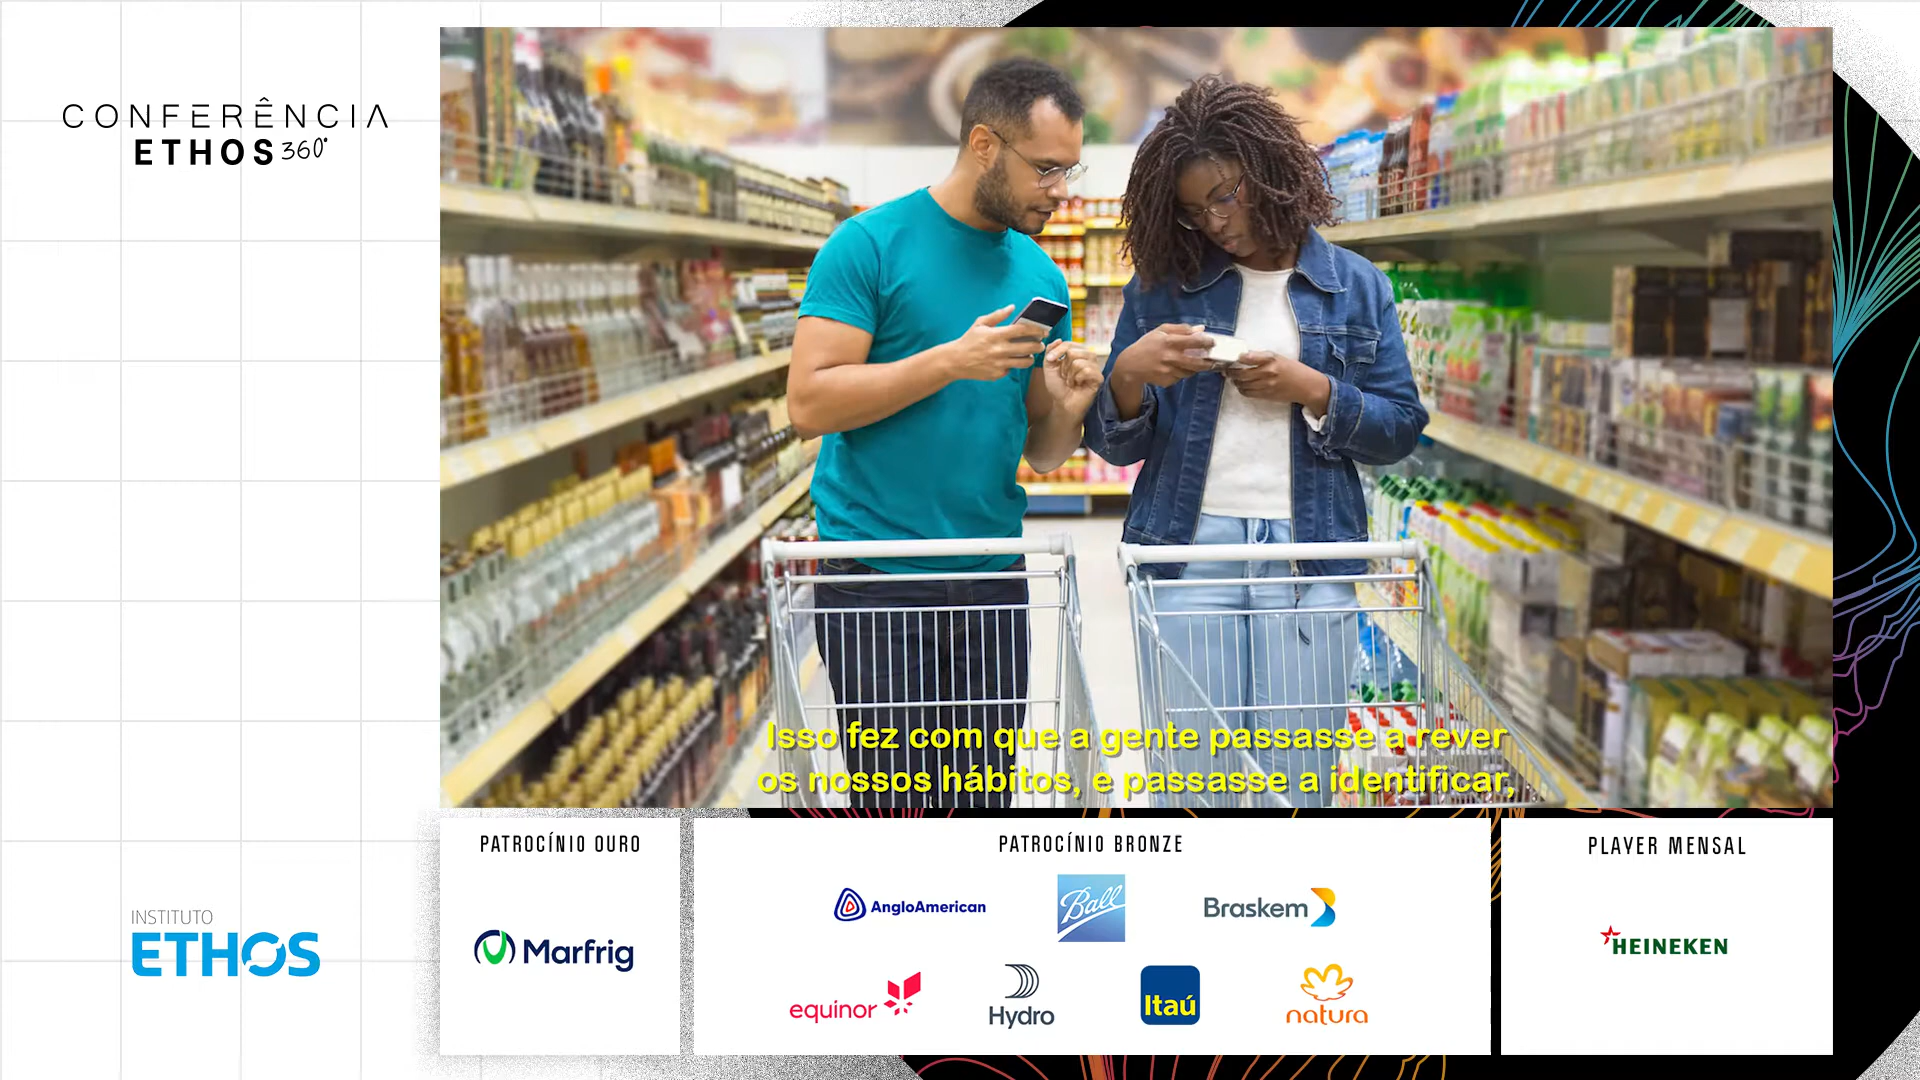 CONFERÊNCIA
ETHOS 360°
Isso fez com que a gente passasse a rever
os nossos hábitos, e passasse a identificar,
PATROCÍNIO OURO
Marfrig
PATROCÍNIO BRONZE
AngloAmerican
Ball
Braskem
equinor
Hydro
Itaú
natura
PLAYER MENSAL
HEINEKEN
INSTITUTO
ETHOS